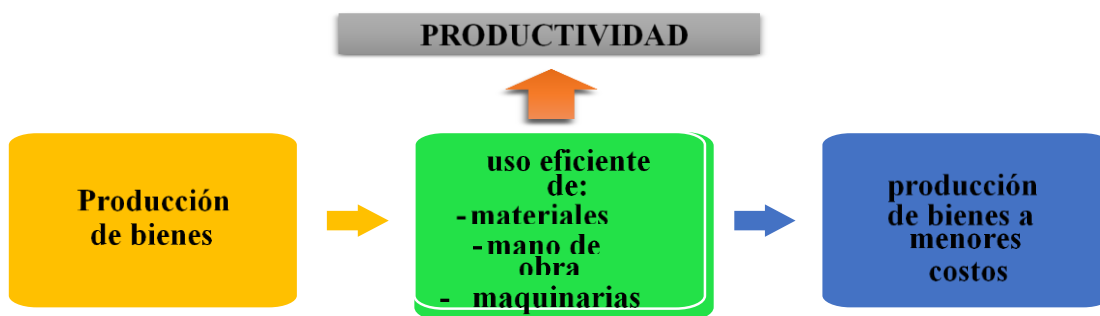 PRODUCTIVIDAD
Producción
de bienes
uso eficiente
de:
-materiales
-mano de
obra
- maquinarias
producción
de bienes a
menores
costos